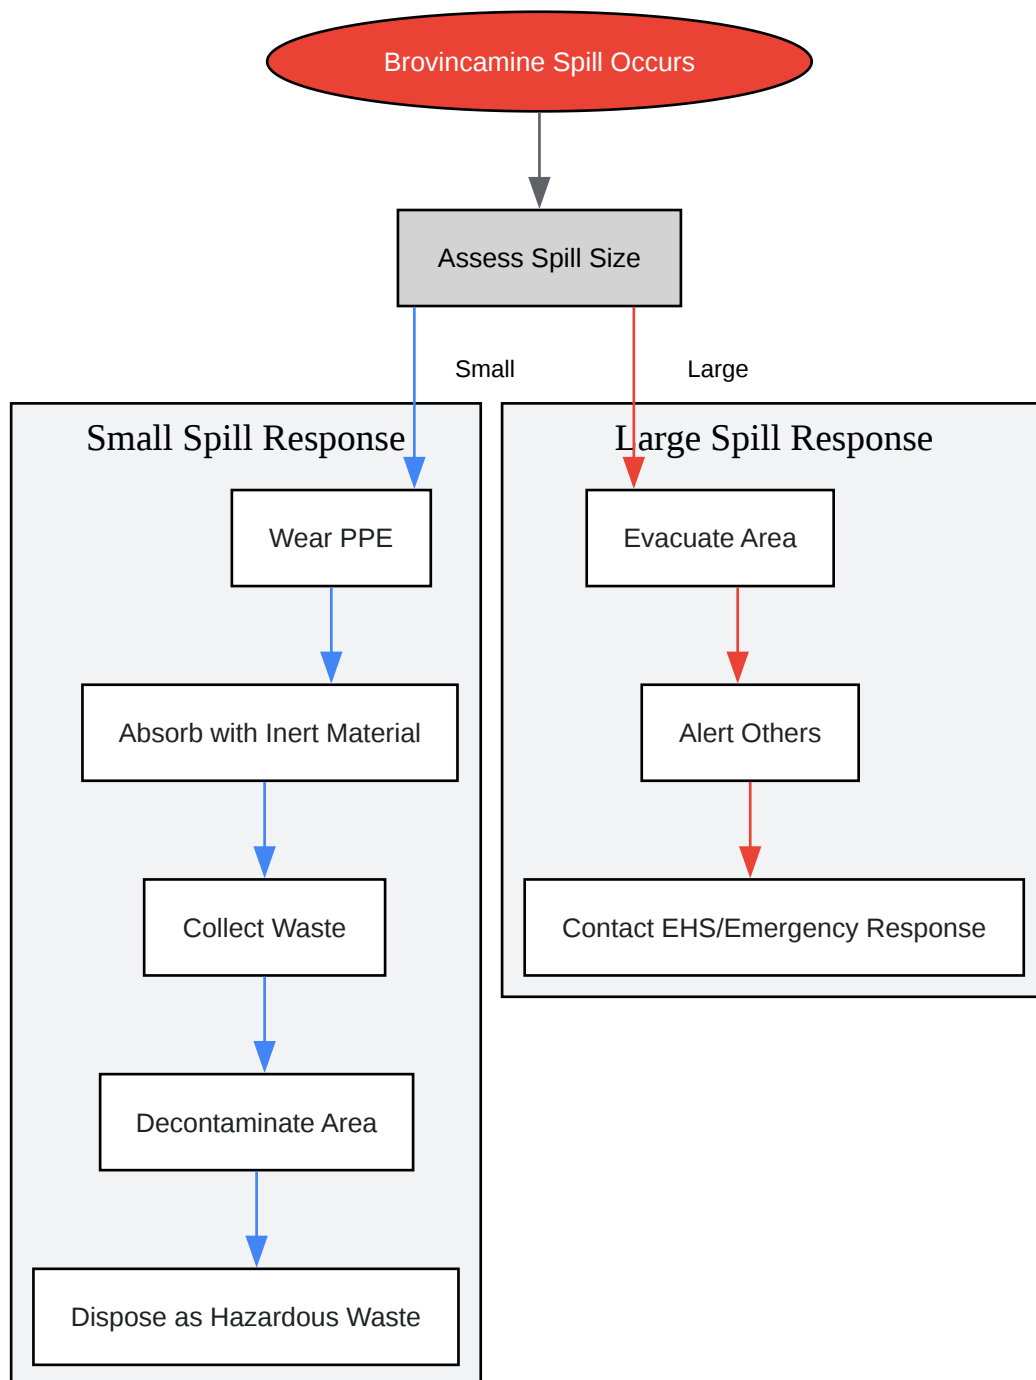 Brovincamine Spill Occurs
Assess Spill Size
Small
Large
Small Spill Response
Wear PPE
Absorb with Inert Material
Collect Waste
Decontaminate Area
Dispose as Hazardous Waste
Large Spill Response
Evacuate Area
Alert Others
Contact EHS/Emergency Response